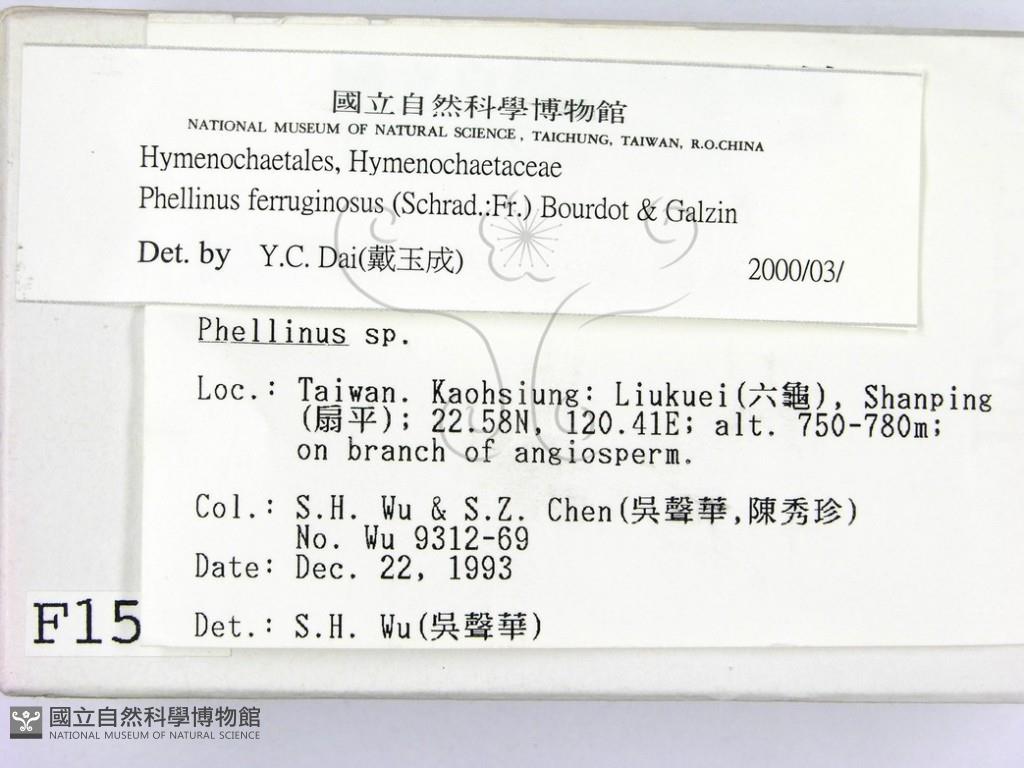 國立自然科學博物館
NATIONAL MUSEUM OF NATURAL SCIENCE, TAICHUNG, TAIWAN, R.O.CHINA
Hymenochaetales, Hymenochaetaceae
Phellinus ferruginosus (Schrad.:Fr.) Bourdot & Galzin
Det. by Y.C. Dai(戴玉成)
2000/03/
Phellinus sp.
Loc.: Taiwan. Kaohsiung: Liukuei(六龜), Shanping
(扇平); 22.58N, 120.41E; alt. 750-780m;
on branch of angiosperm.
Col.: S.H. Wu & S.Z. Chen(吳聲華,陳秀珍)
No. Wu 9312-69
Date: Dec. 22, 1993
Det.: S.H. Wu(吳聲華)
F15
國立自然科學博物館
NATIONAL MUSEUM OF NATURAL SCIENCE